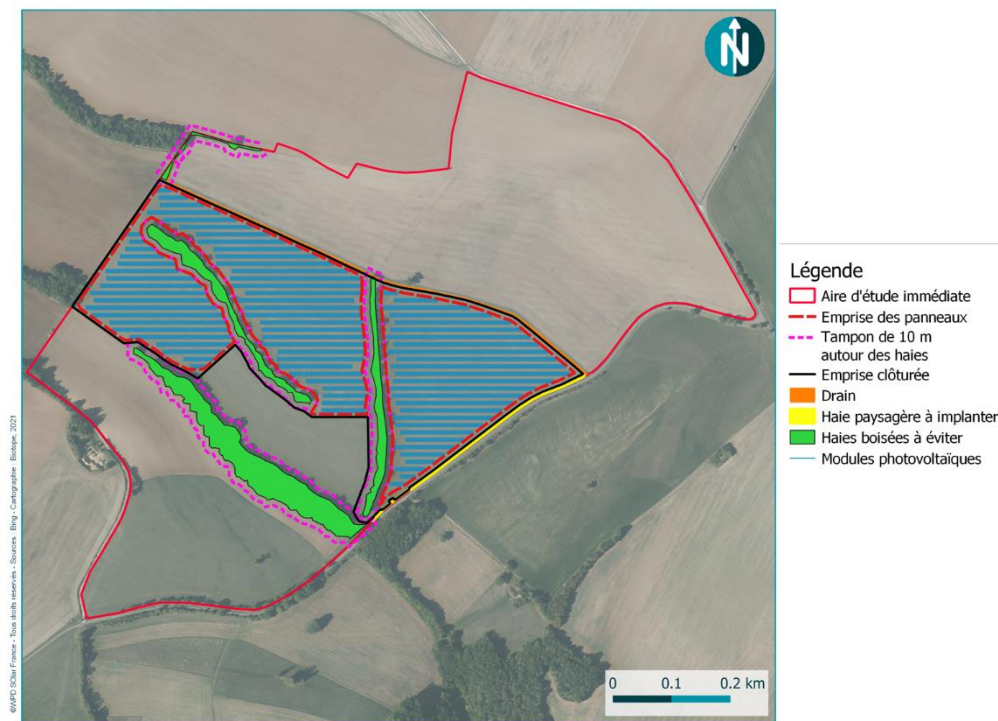 N
Légende
Aire d'étude immédiate
Emprise des panneaux
Tampon de 10 m
autour des haies
Emprise clôturée
Drain
Haie paysagère à implanter
Haies boisées à éviter
Modules photovoltaïques
0 0.1 0.2 km
©WPD SOlar France - Tous droits réservés - Sources : Bing - Cartographie : Biotope, 2021